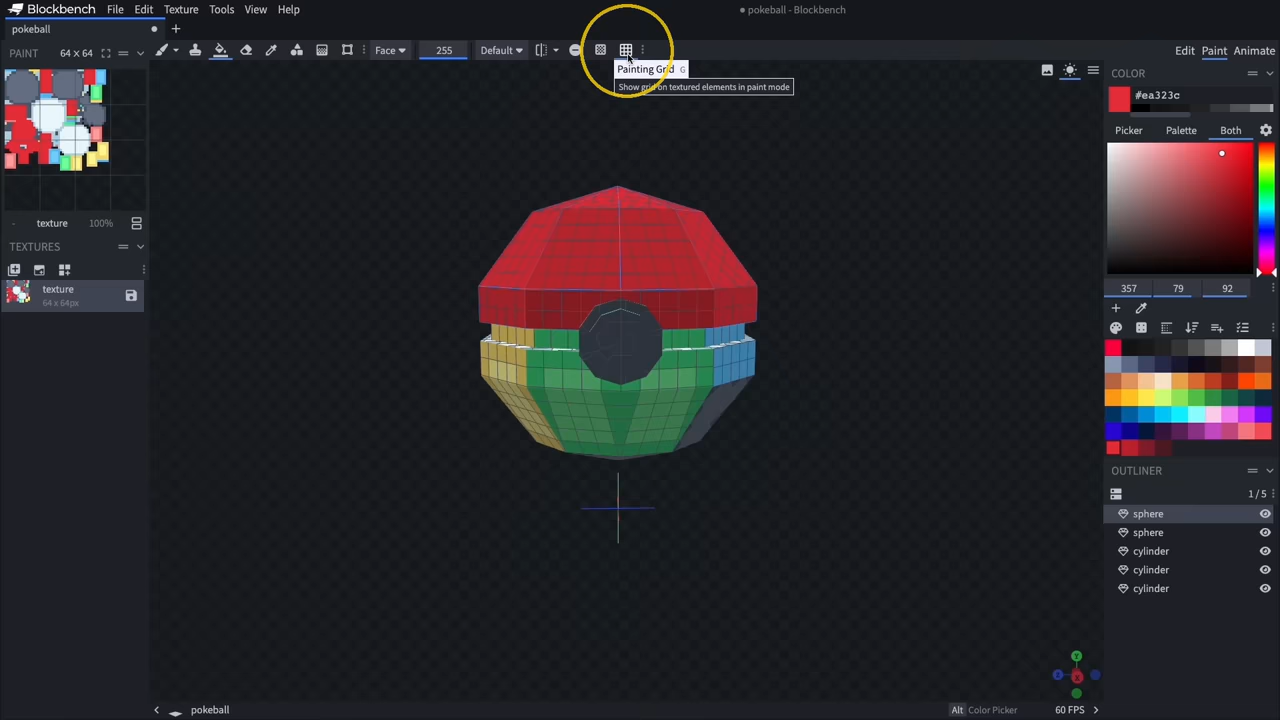 Blockbench File Edit Texture Tools View Help
pokeball - Blockbench
pokeball
PAINT 64 x 64
Face 255 Default
Edit Paint Animate
Painting Grid G
Show grid on textured elements in paint mode
COLOR
#ea323c
Picker Palette Both
357 79 92
texture 100%
TEXTURES
texture
64 x 64px
OUTLINER
1 / 5
sphere
sphere
cylinder
cylinder
cylinder
Y
Z
X
pokeball
Alt Color Picker 60 FPS